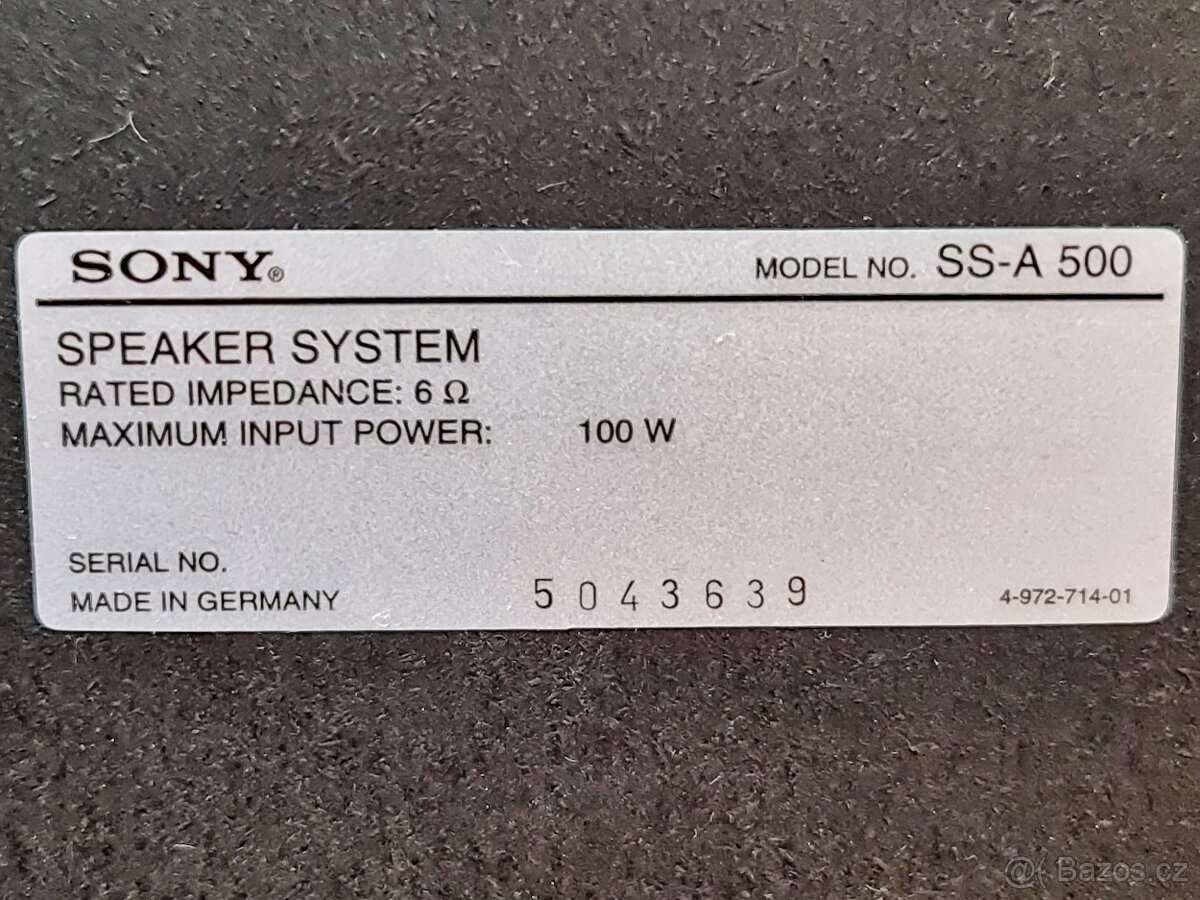 SONY®
MODEL NO. SS-A 500
SPEAKER SYSTEM
RATED IMPEDANCE: 6 Ω
MAXIMUM INPUT POWER: 100 W
SERIAL NO.
MADE IN GERMANY
5043639
4-972-714-01
Bazos.cz